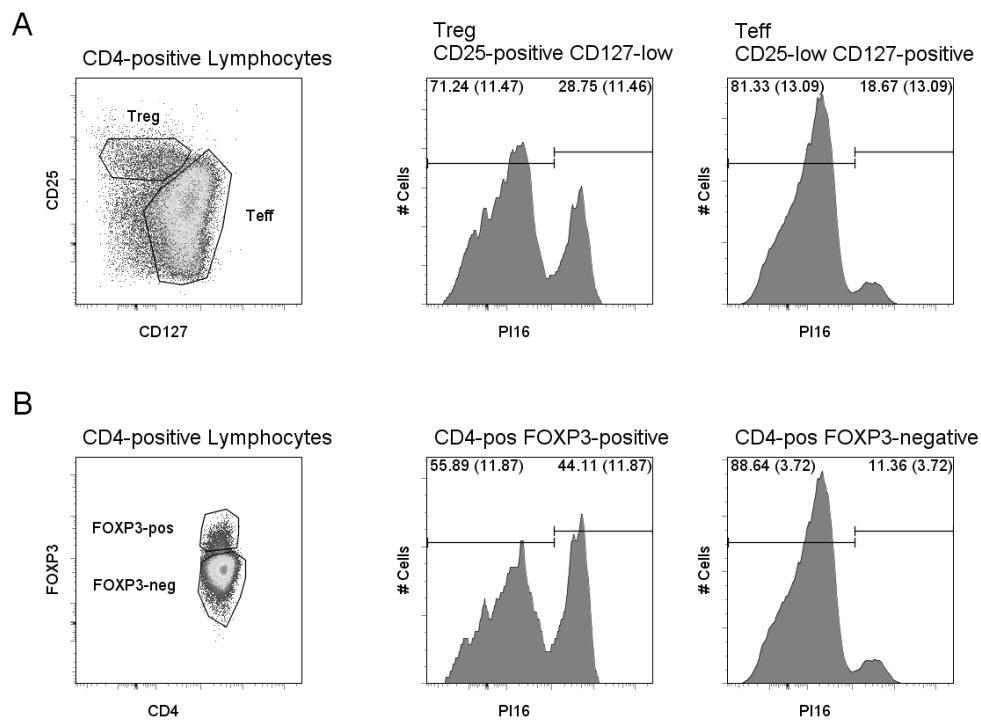 A
CD4-positive Lymphocytes
Treg
Teff
CD25
CD127
Treg
CD25-positive CD127-low
71.24 (11.47) 28.75 (11.46)
# Cells
PI16
Teff
CD25-low CD127-positive
81.33 (13.09) 18.67 (13.09)
# Cells
PI16
B
CD4-positive Lymphocytes
FOXP3-pos
FOXP3-neg
FOXP3
CD4
CD4-pos FOXP3-positive
55.89 (11.87) 44.11 (11.87)
# Cells
PI16
CD4-pos FOXP3-negative
88.64 (3.72) 11.36 (3.72)
# Cells
PI16